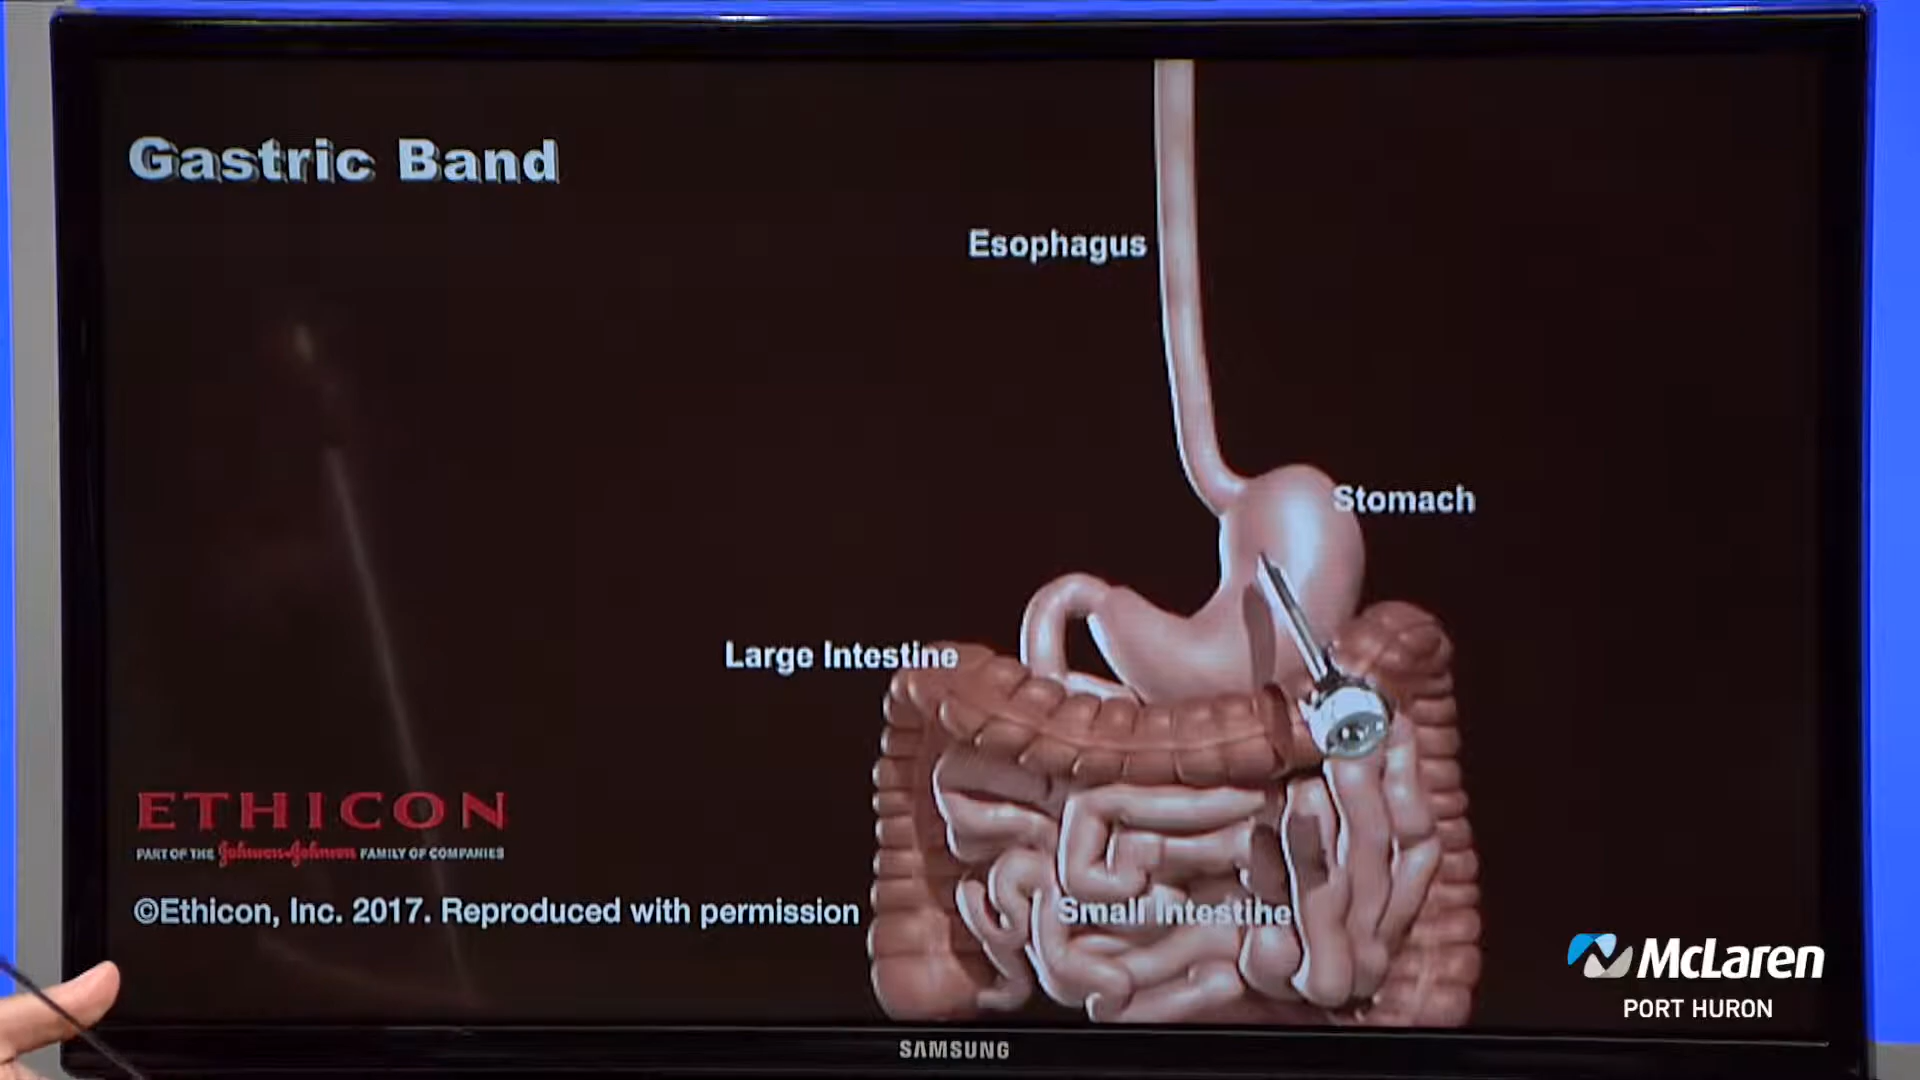 Gastric Band
Esophagus
Stomach
Large Intestine
ETHICON
PART OF THE Johnson & Johnson FAMILY OF COMPANIES
©Ethicon, Inc. 2017. Reproduced with permission
Small Intestine
McLaren
PORT HURON
SAMSUNG